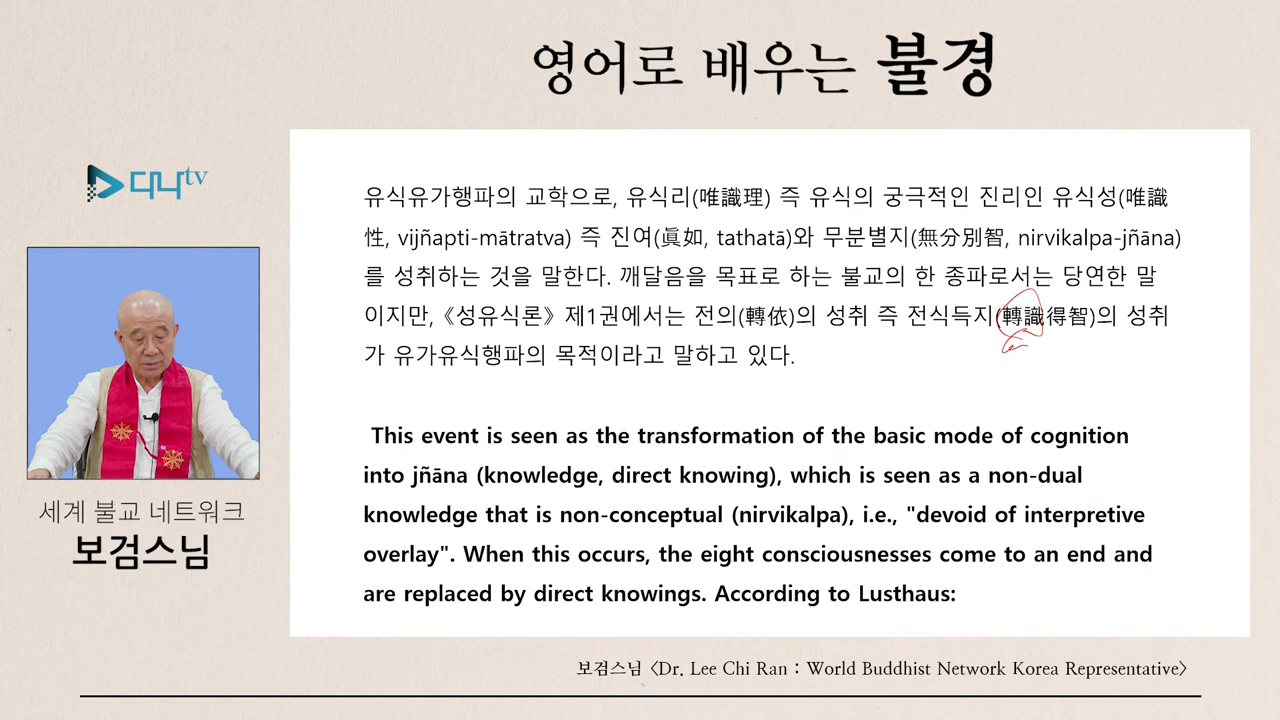 영어로 배우는 불경
디나tv
유식유가행파의 교학으로, 유식리(唯識理) 즉 유식의 궁극적인 진리인 유식성(唯識
性, vijñapti-mātratva) 즉 진여(眞如, tathatā)와 무분별지(無分別智, nirvikalpa-jñāna)
를 성취하는 것을 말한다. 깨달음을 목표로 하는 불교의 한 종파로서는 당연한 말
이지만,《성유식론》제1권에서는 전의(轉依)의 성취 즉 전식득지(轉識得智)의 성취
가 유가유식행파의 목적이라고 말하고 있다.
This event is seen as the transformation of the basic mode of cognition
into jñāna (knowledge, direct knowing), which is seen as a non-dual
knowledge that is non-conceptual (nirvikalpa), i.e., "devoid of interpretive
overlay". When this occurs, the eight consciousnesses come to an end and
are replaced by direct knowings. According to Lusthaus:
세계 불교 네트워크
보검스님
보검스님 〈Dr. Lee Chi Ran : World Buddhist Network Korea Representative〉